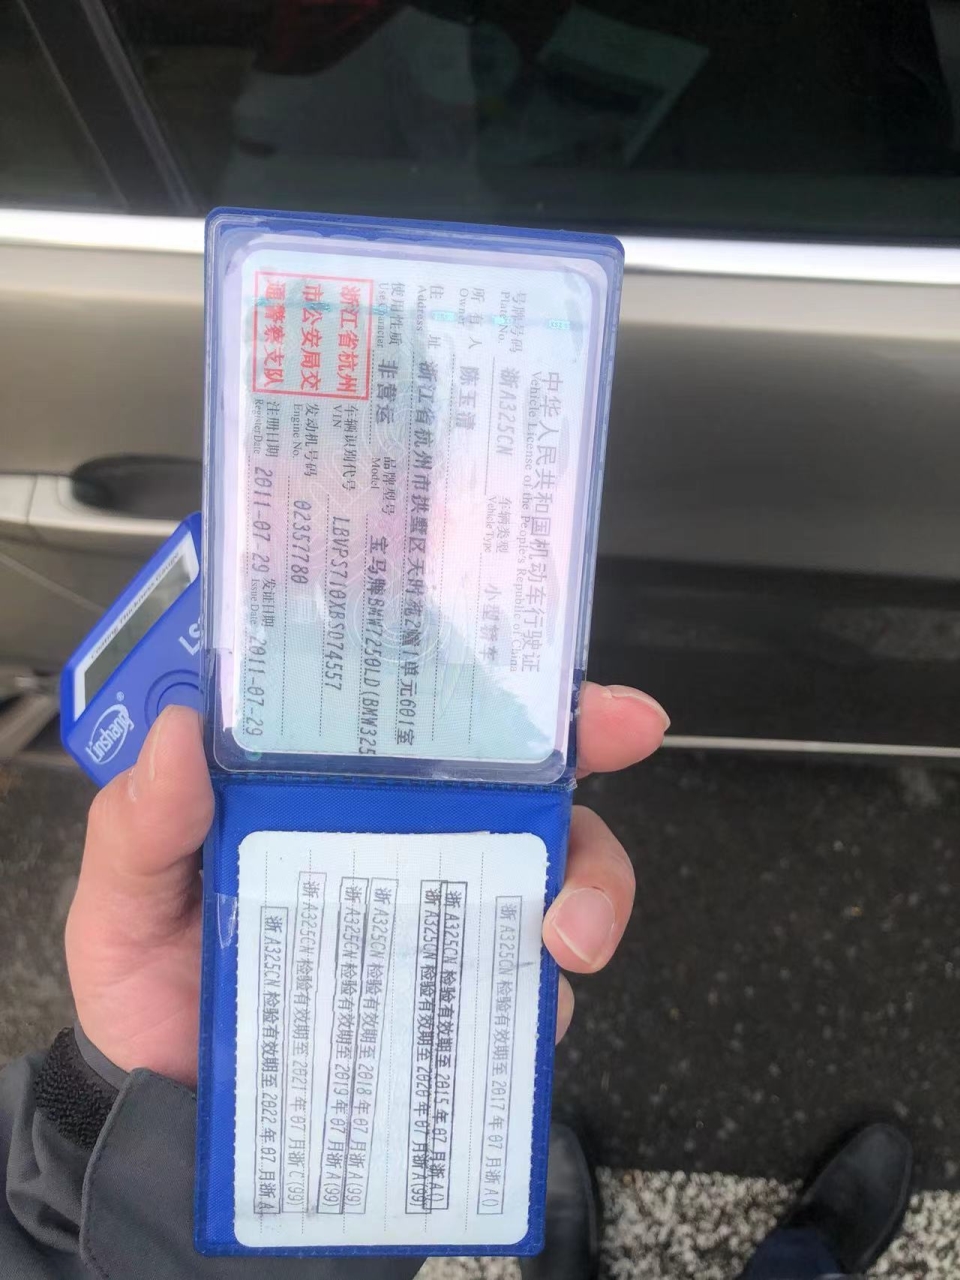 中华人民共和国机动车行驶证
Vehicle License of the People's Republic of China
号牌号码 浙A325CN 车辆类型 小型轿车
Plate No. Vehicle Type
所有人
Owner
陈玉
住址 浙江省杭州市拱墅区天时苑2幢1单元601室
Address
使用性质 非营运 品牌型号 宝马牌BMW7250LD(BMW325
Use Character Model
浙江省杭州
市公安局交
通警察支队
车辆识别代号 LBVPS710XBS074557
VIN
发动机号码 02357780
Engine No.
注册日期 2011-07-29 发证日期 2011-07-29
Register Date Issue Date
浙A325CN 检验有效期至2017年07月浙A()
浙A325CN 检验有效期至2015年07月浙A()
浙A325CN 检验有效期至2020年07月浙A(99)
浙A325CN 检验有效期至2018年07月浙A(99)
浙A325CN 检验有效期至2019年07月浙A(99)
浙A325CN 检验有效期至2021年07月浙C(99)
浙A325CN 检验有效期至2022年07月浙A
Linshang®
LS
Coating Thickness Gauge